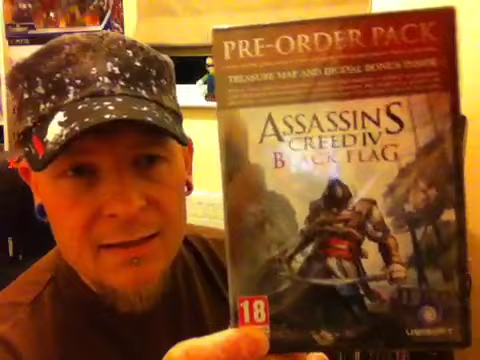 PRE-ORDER PACK
TREASURE MAP AND DIGITAL BONUS INSIDE
ASSASSIN'S
CREED IV
BLACK FLAG
18
UBISOFT